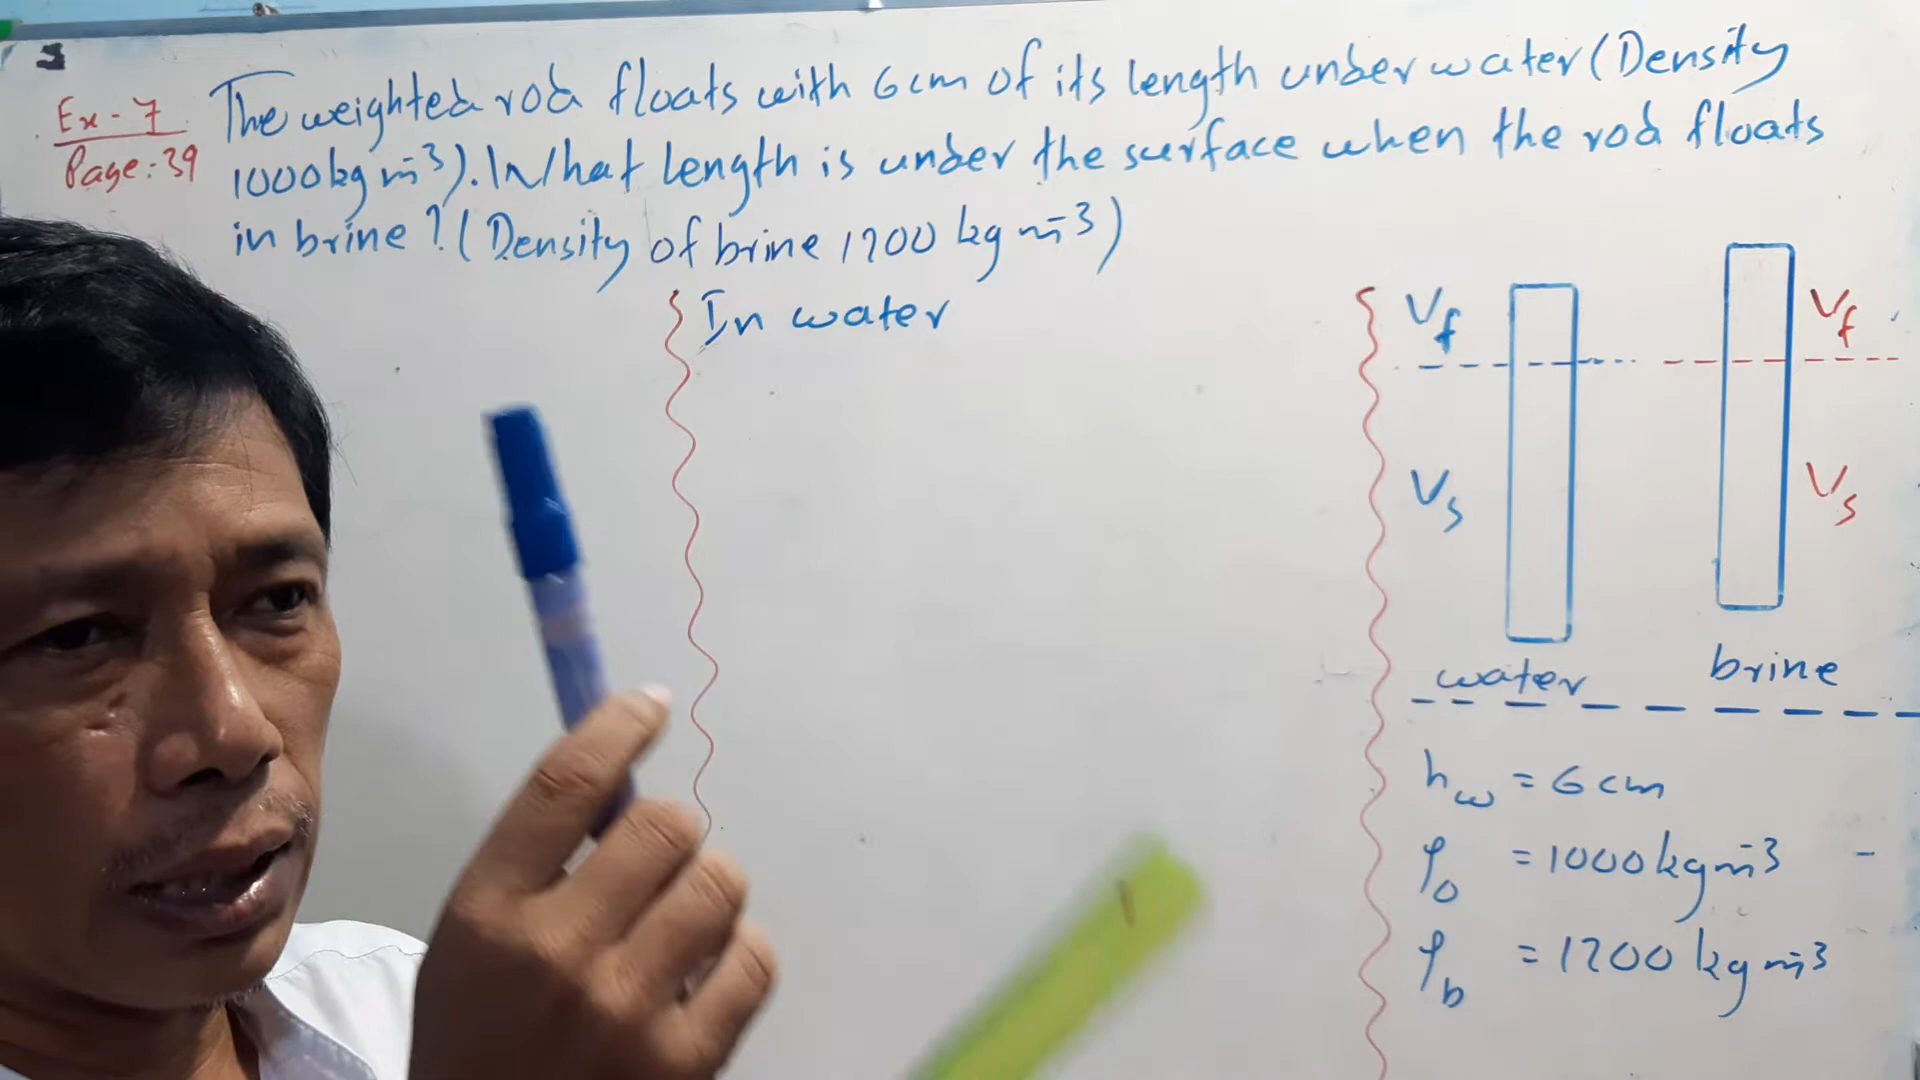 Ex-7
Page:39
The weighted rod floats with 6cm of its length under water (Density
1000kg m⁻³). What length is under the surface when the rod floats
in brine? (Density of brine 1200 kg m⁻³)
In water
Vf
Vs
water
Vf
Vs
brine
hw = 6cm
ρo = 1000kg m⁻³
ρb = 1200 kg m⁻³